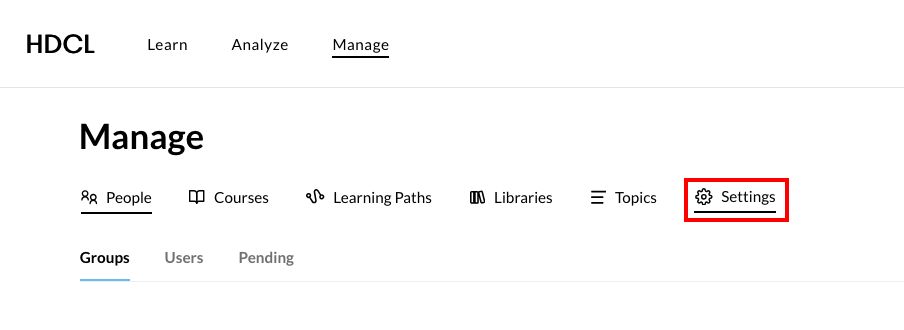 HDCL Learn Analyze Manage
Manage
People Courses Learning Paths Libraries Topics Settings
Groups Users Pending